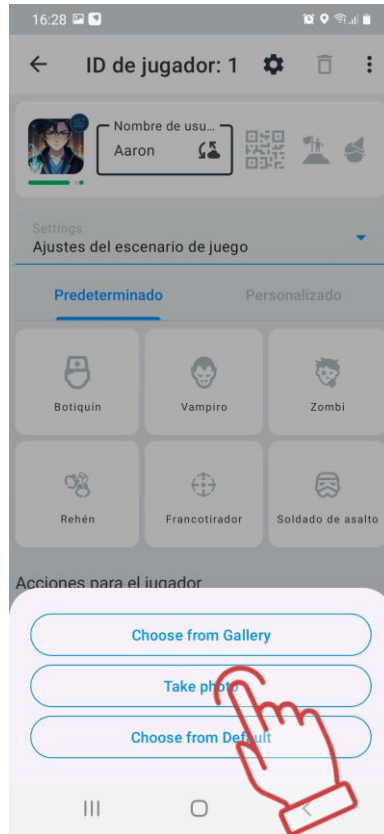 16:28
ID de jugador: 1
Nombre de usu...
Aaron
Settings
Ajustes del escenario de juego
Predeterminado
Personalizado
Botiquín
Vampiro
Zombi
Rehén
Francotirador
Soldado de asalto
Acciones para el jugador
Choose from Gallery
Take photo
Choose from Default